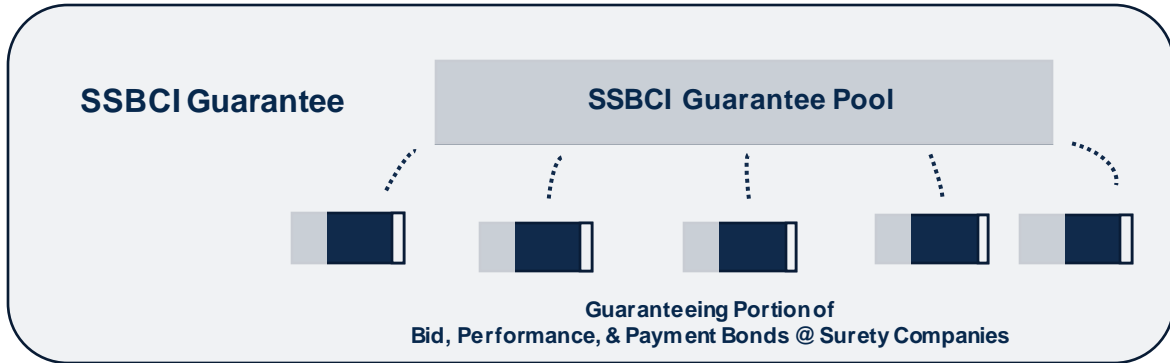 SSBCI Guarantee
SSBCI Guarantee Pool
Guaranteeing Portion of
Bid, Performance, & Payment Bonds @ Surety Companies